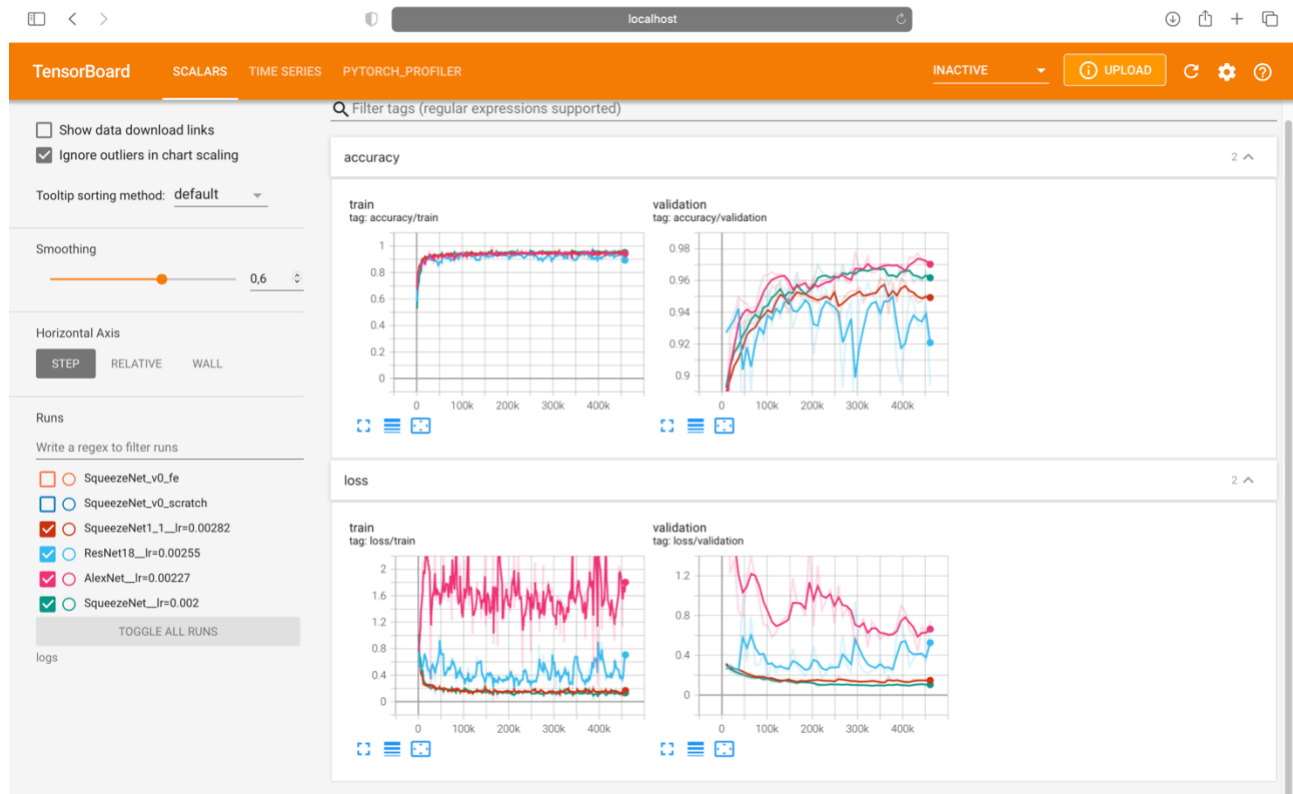 localhost
TensorBoard SCALARS TIME SERIES PYTORCH_PROFILER INACTIVE UPLOAD
Show data download links
Ignore outliers in chart scaling
Tooltip sorting method: default
Smoothing
0,6
Horizontal Axis
STEP RELATIVE WALL
Runs
Write a regex to filter runs
SqueezeNet_v0_fe
SqueezeNet_v0_scratch
SqueezeNet1_1__lr=0.00282
ResNet18__lr=0.00255
AlexNet__lr=0.00227
SqueezeNet__lr=0.002
TOGGLE ALL RUNS
logs
Filter tags (regular expressions supported)
accuracy 2
train
tag: accuracy/train
1
0.8
0.6
0.4
0.2
0
0 100k 200k 300k 400k
validation
tag: accuracy/validation
0.98
0.96
0.94
0.92
0.9
0 100k 200k 300k 400k
loss 2
train
tag: loss/train
2
1.6
1.2
0.8
0.4
0
0 100k 200k 300k 400k
validation
tag: loss/validation
1.2
0.8
0.4
0
0 100k 200k 300k 400k